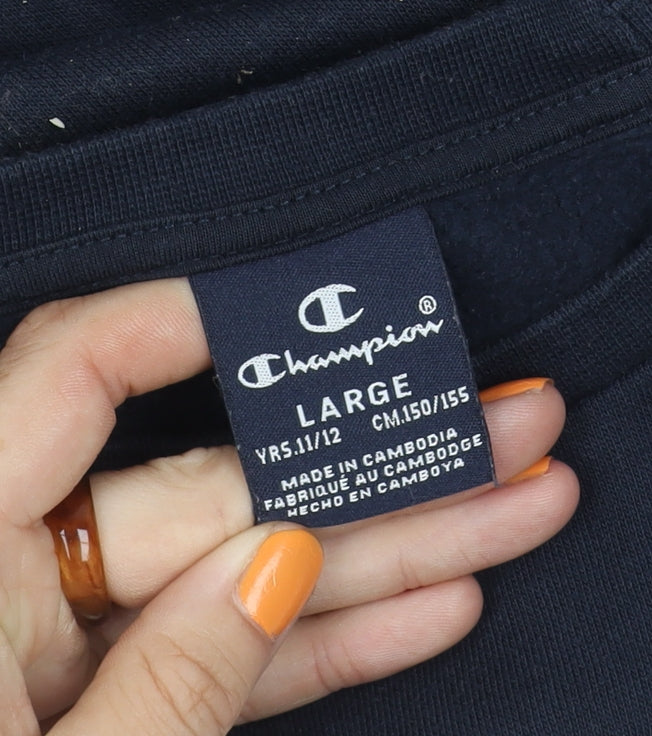 Champion®
LARGE
YRS.11/12 CM.150/155
MADE IN CAMBODIA
FABRIQUÉ AU CAMBODGE
HECHO EN CAMBOYA